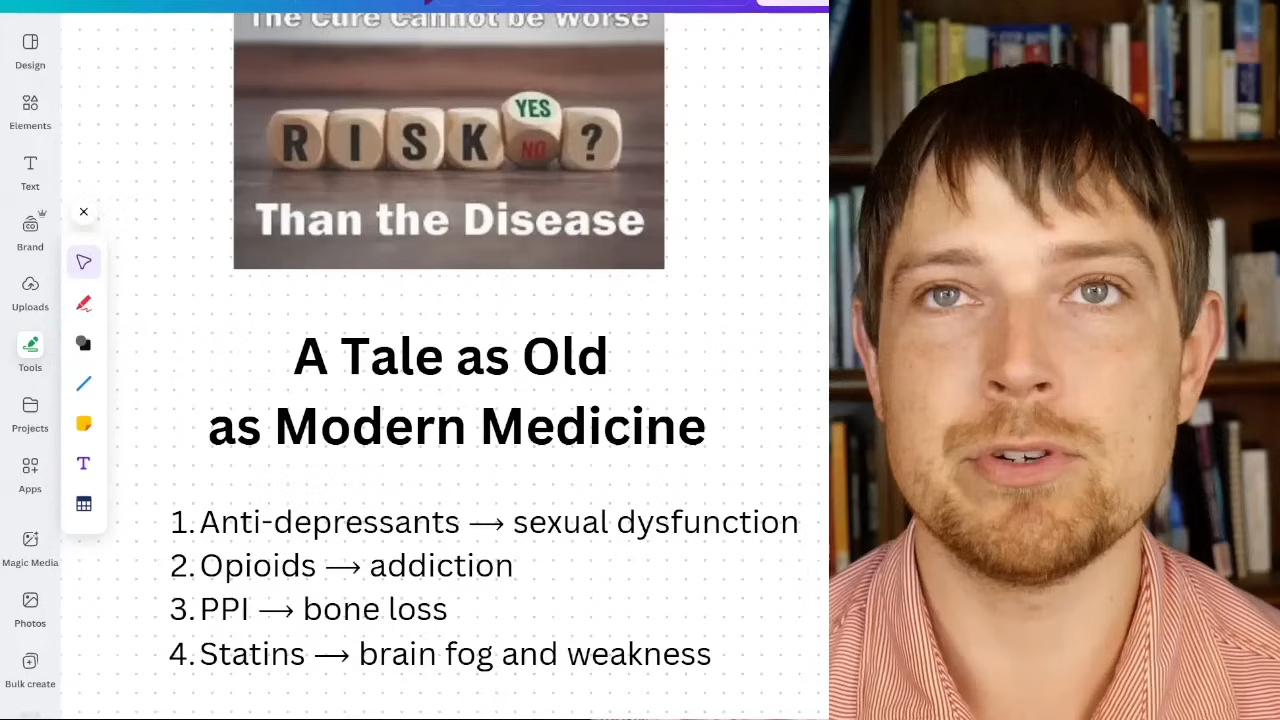 The Cure Cannot be Worse
RISK YES NO ?
Than the Disease
A Tale as Old
as Modern Medicine
1. Anti-depressants → sexual dysfunction
2. Opioids → addiction
3. PPI → bone loss
4. Statins → brain fog and weakness
Design
Elements
Text
Brand
Uploads
Tools
Projects
Apps
Magic Media
Photos
Bulk create
T